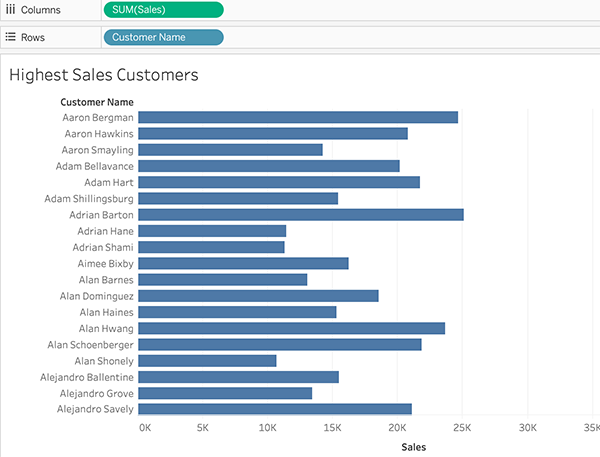 Columns SUM(Sales)
Rows Customer Name
Highest Sales Customers
Customer Name
Aaron Bergman
Aaron Hawkins
Aaron Smayling
Adam Bellavance
Adam Hart
Adam Shillingsburg
Adrian Barton
Adrian Hane
Adrian Shami
Aimee Bixby
Alan Barnes
Alan Dominguez
Alan Haines
Alan Hwang
Alan Schoenberger
Alan Shonely
Alejandro Ballentine
Alejandro Grove
Alejandro Savely
0K 5K 10K 15K 20K 25K 30K 35K
Sales